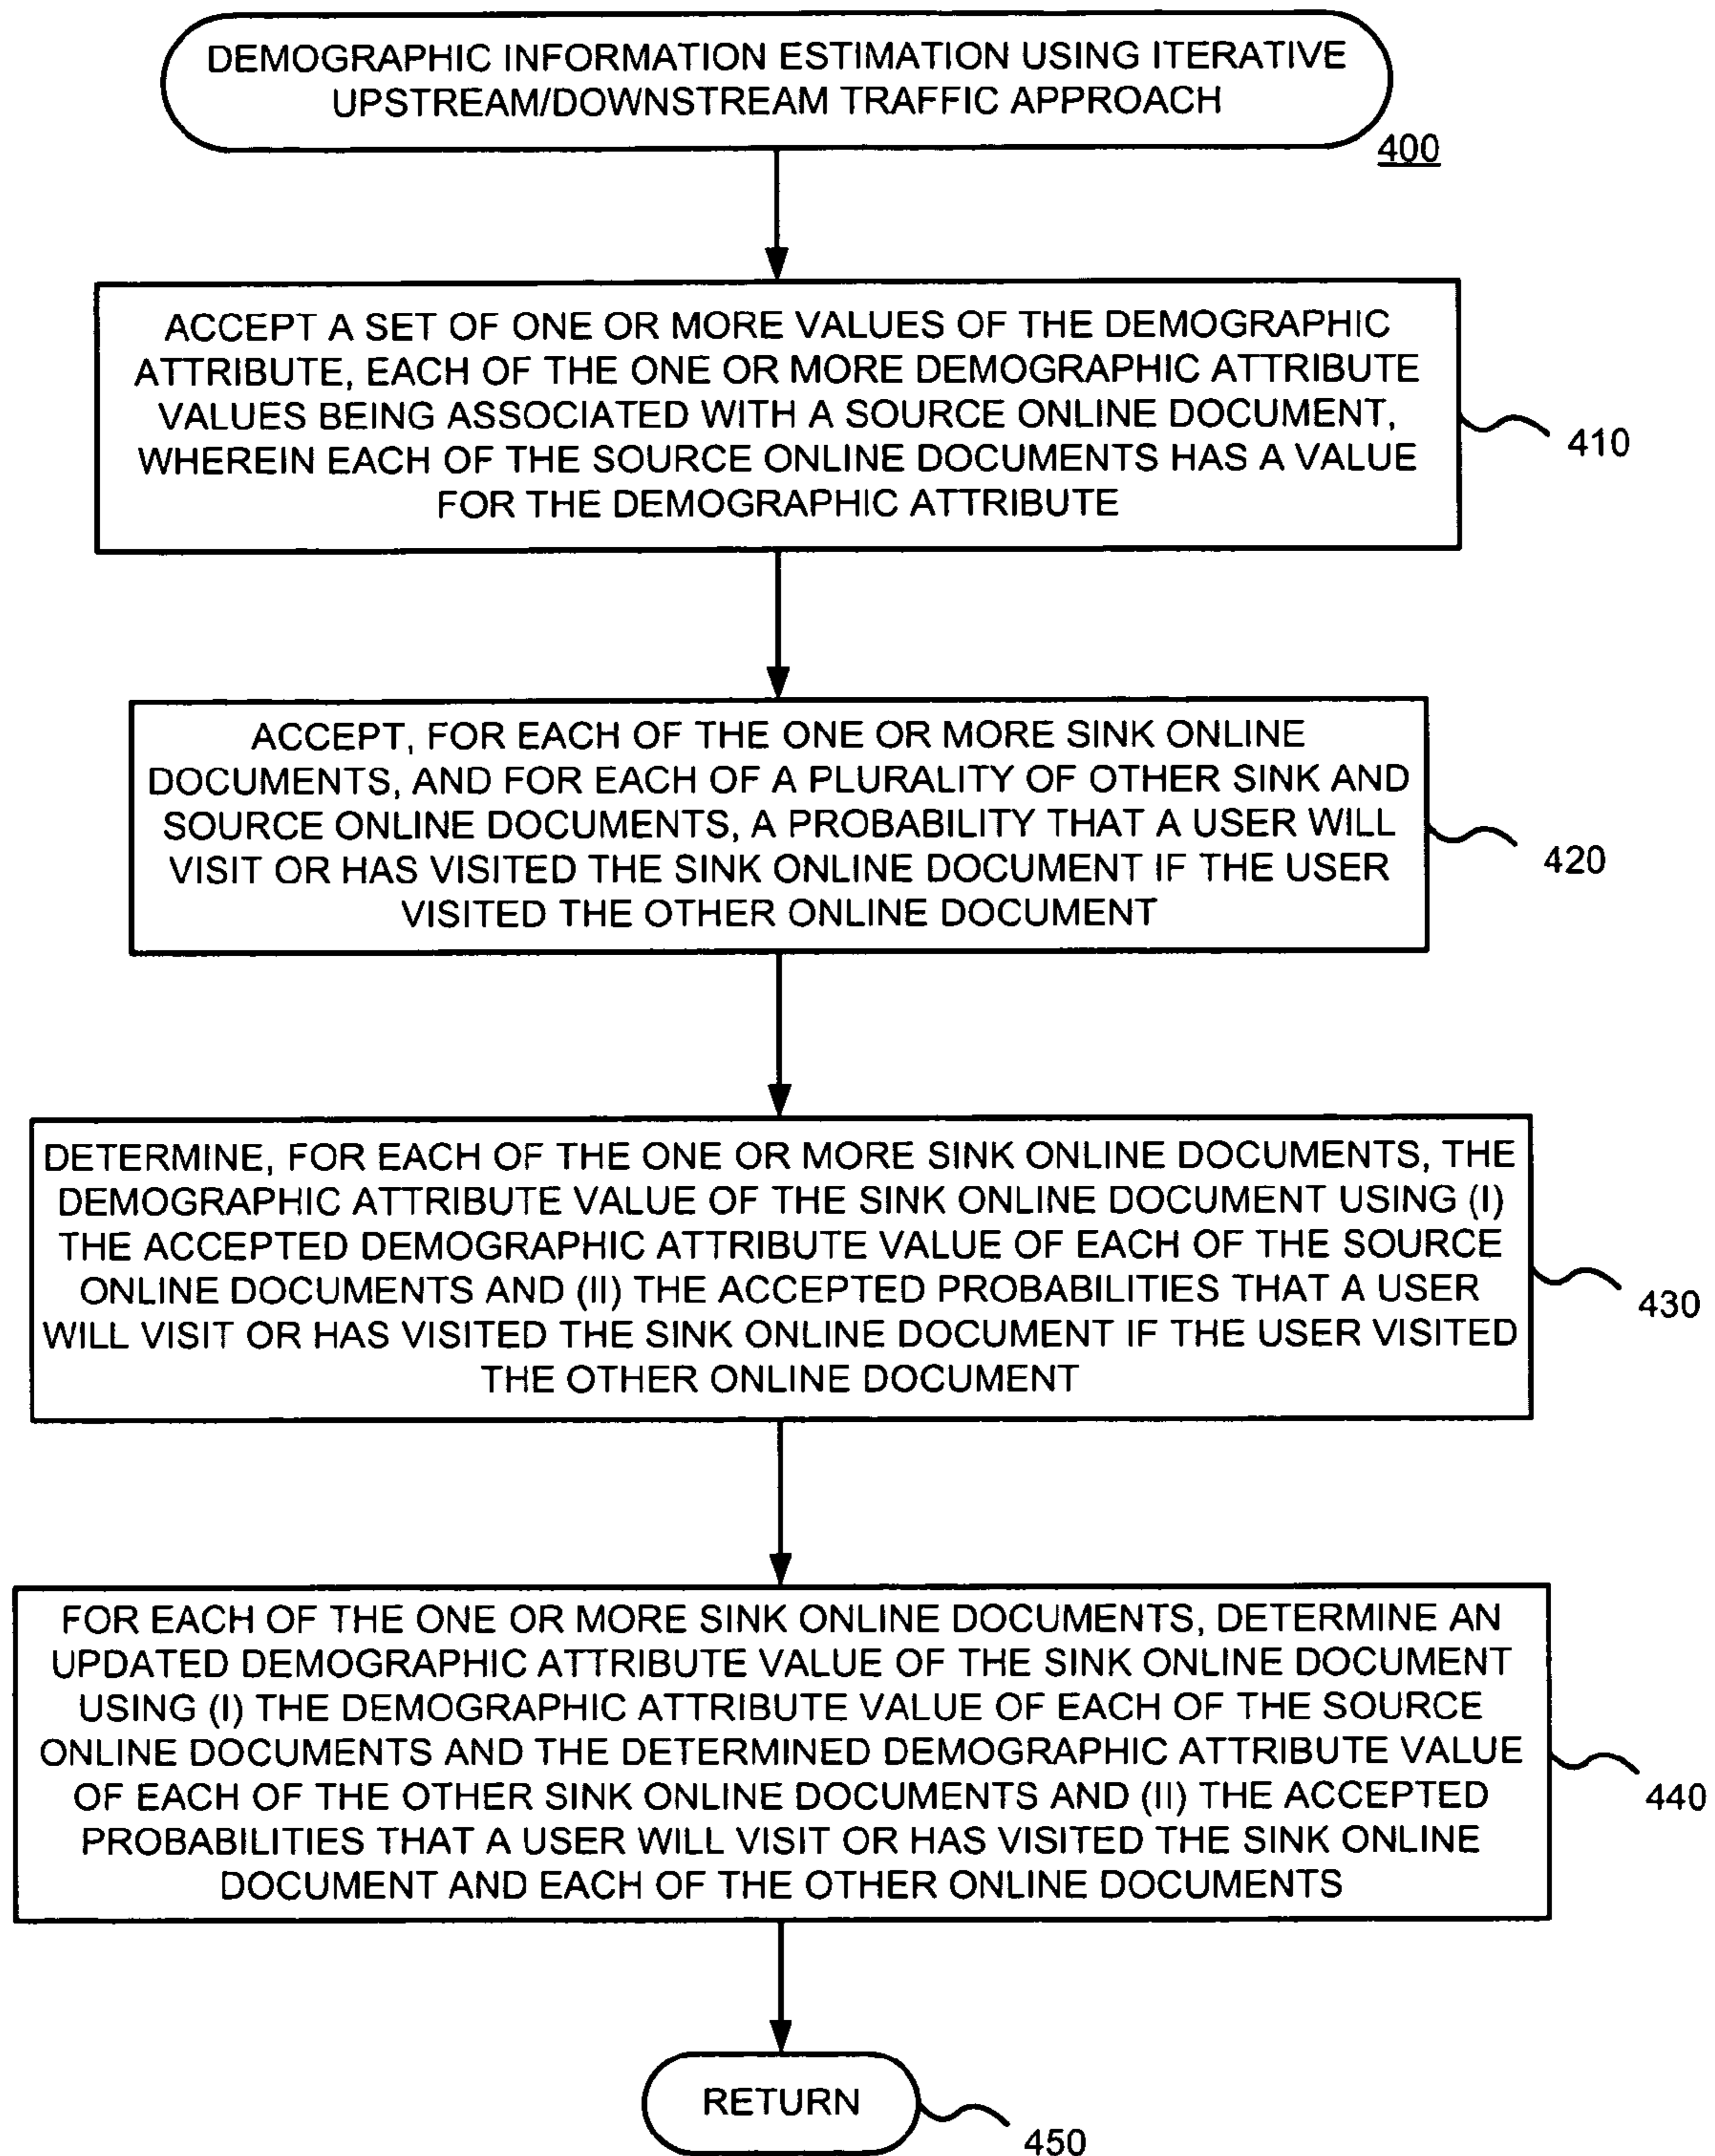 DEMOGRAPHIC INFORMATION ESTIMATION USING ITERATIVE
UPSTREAM/DOWNSTREAM TRAFFIC APPROACH
400
ACCEPT A SET OF ONE OR MORE VALUES OF THE DEMOGRAPHIC
ATTRIBUTE, EACH OF THE ONE OR MORE DEMOGRAPHIC ATTRIBUTE
VALUES BEING ASSOCIATED WITH A SOURCE ONLINE DOCUMENT,
WHEREIN EACH OF THE SOURCE ONLINE DOCUMENTS HAS A VALUE
FOR THE DEMOGRAPHIC ATTRIBUTE
410
ACCEPT, FOR EACH OF THE ONE OR MORE SINK ONLINE
DOCUMENTS, AND FOR EACH OF A PLURALITY OF OTHER SINK AND
SOURCE ONLINE DOCUMENTS, A PROBABILITY THAT A USER WILL
VISIT OR HAS VISITED THE SINK ONLINE DOCUMENT IF THE USER
VISITED THE OTHER ONLINE DOCUMENT
420
DETERMINE, FOR EACH OF THE ONE OR MORE SINK ONLINE DOCUMENTS, THE
DEMOGRAPHIC ATTRIBUTE VALUE OF THE SINK ONLINE DOCUMENT USING (I)
THE ACCEPTED DEMOGRAPHIC ATTRIBUTE VALUE OF EACH OF THE SOURCE
ONLINE DOCUMENTS AND (II) THE ACCEPTED PROBABILITIES THAT A USER
WILL VISIT OR HAS VISITED THE SINK ONLINE DOCUMENT IF THE USER VISITED
THE OTHER ONLINE DOCUMENT
430
FOR EACH OF THE ONE OR MORE SINK ONLINE DOCUMENTS, DETERMINE AN
UPDATED DEMOGRAPHIC ATTRIBUTE VALUE OF THE SINK ONLINE DOCUMENT
USING (I) THE DEMOGRAPHIC ATTRIBUTE VALUE OF EACH OF THE SOURCE
ONLINE DOCUMENTS AND THE DETERMINED DEMOGRAPHIC ATTRIBUTE VALUE
OF EACH OF THE OTHER SINK ONLINE DOCUMENTS AND (II) THE ACCEPTED
PROBABILITIES THAT A USER WILL VISIT OR HAS VISITED THE SINK ONLINE
DOCUMENT AND EACH OF THE OTHER ONLINE DOCUMENTS
440
RETURN
450